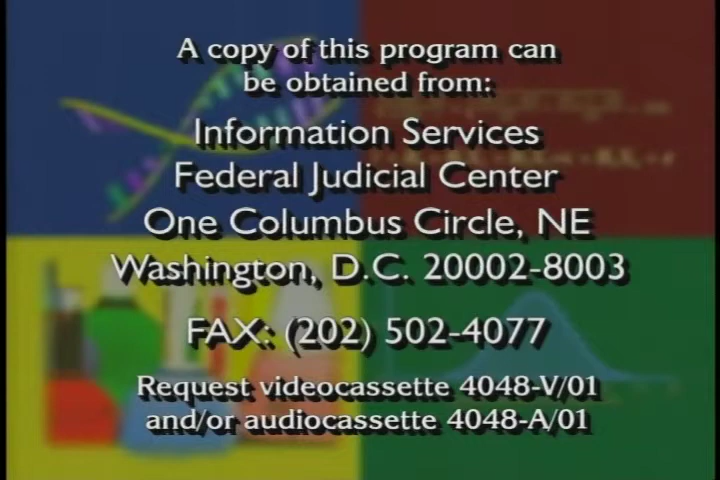 A copy of this program can
be obtained from:
Information Services
Federal Judicial Center
One Columbus Circle, NE
Washington, D.C. 20002-8003
FAX: (202) 502-4077
Request videocassette 4048-V/01
and/or audiocassette 4048-A/01